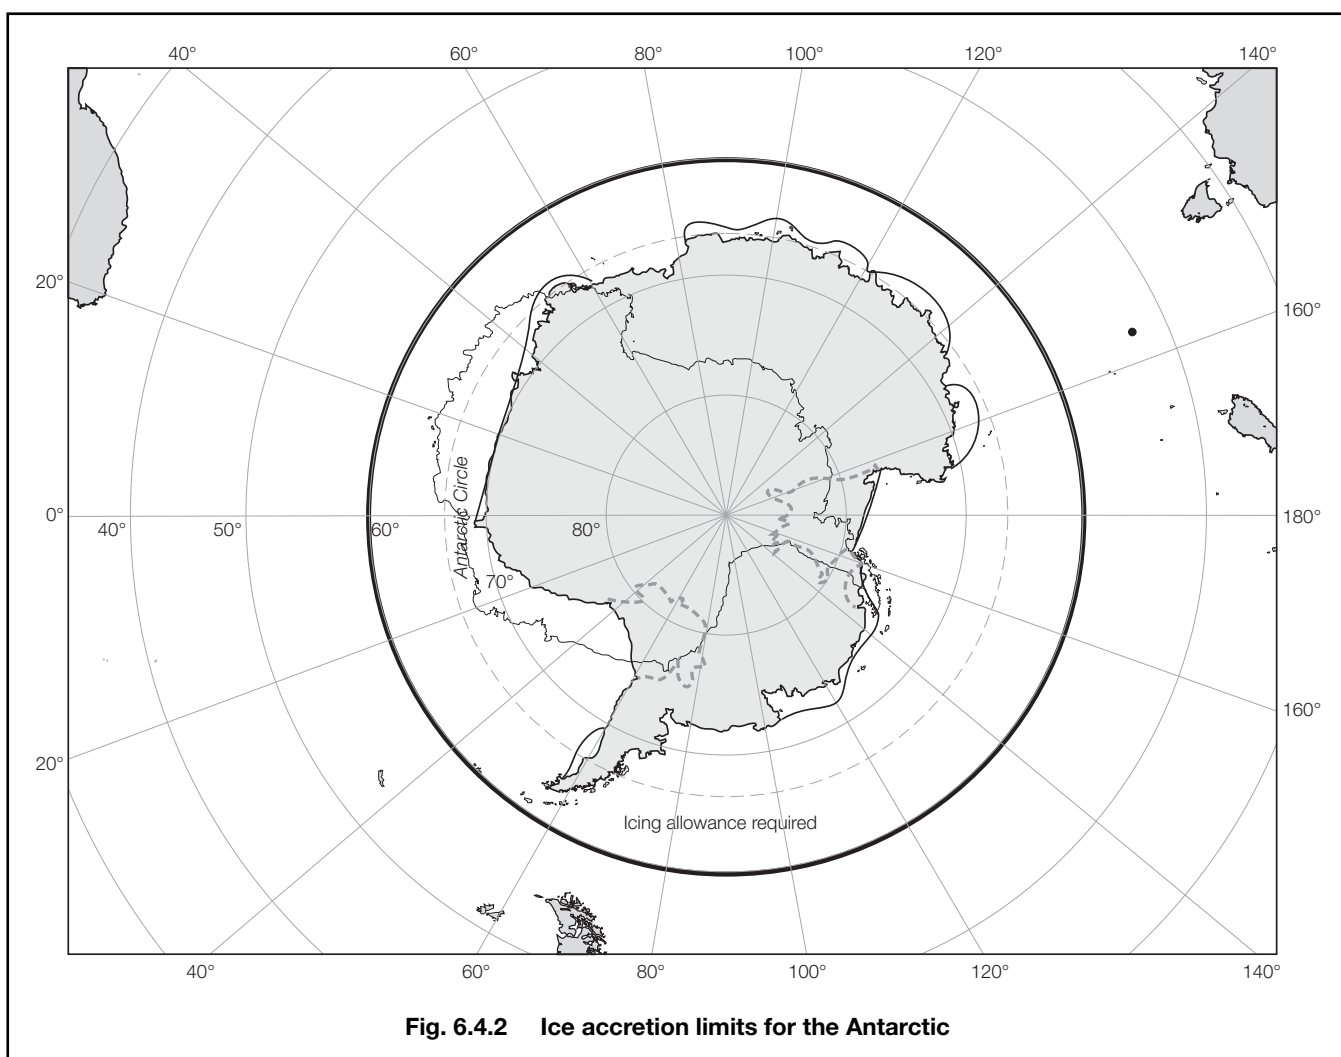 40° 60° 80° 100° 120° 140°
20°
160°
0° 40° 50° 60° 80° 180°
Antarctic Circle
70°
160°
20°
Icing allowance required
40° 60° 80° 100° 120° 140°
Fig. 6.4.2 Ice accretion limits for the Antarctic